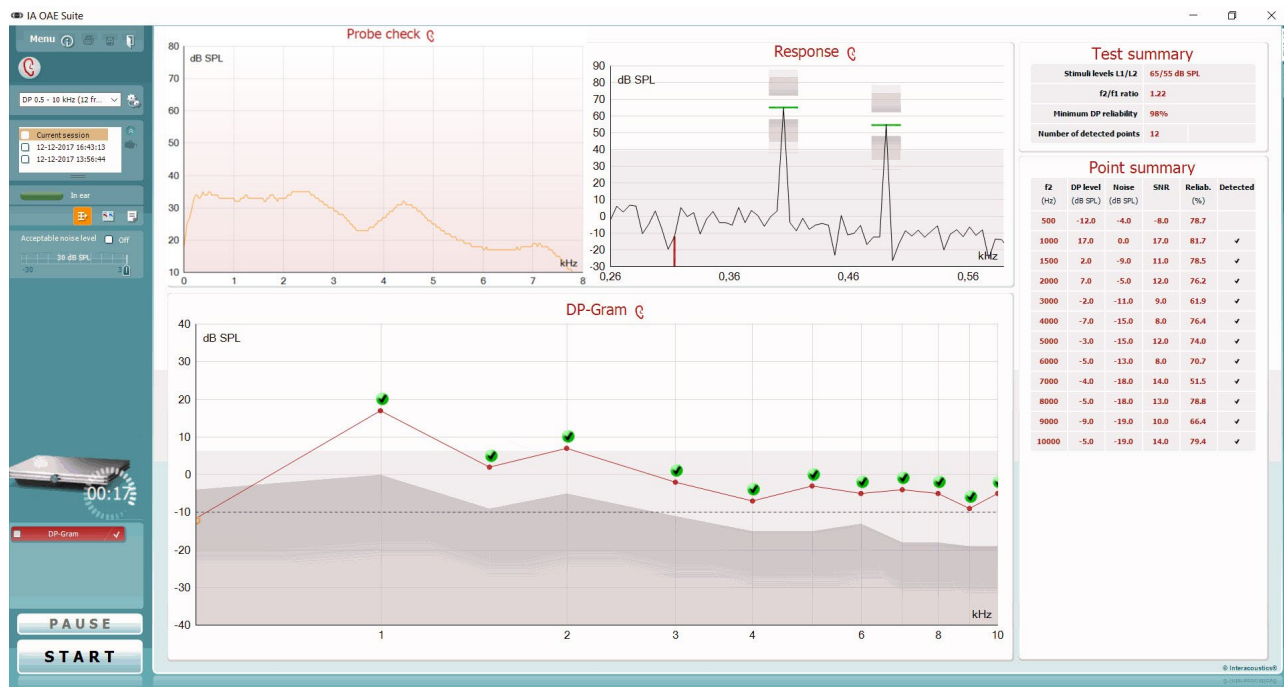 IA OAE Suite
Menu
DP 0.5 - 10 kHz (12 fr...
Current session
12-12-2017 16:43:13
12-12-2017 13:56:44
In ear
Acceptable noise level Off
30 dB SPL
-30 3
00:17
DP-Gram
PAUSE
START
Probe check
dB SPL
80
70
60
50
40
30
20
10
kHz
0 1 2 3 4 5 6 7 8
Response
dB SPL
90
80
70
60
50
40
30
20
10
0
-10
-20
-30
kHz
0,26 0,36 0,46 0,56
DP-Gram
dB SPL
40
30
20
10
0
-10
-20
-30
-40
kHz
1 2 3 4 6 8 10
Test summary
Stimuli levels L1/L2 65/55 dB SPL
f2/f1 ratio 1.22
Minimum DP reliability 98%
Number of detected points 12
Point summary
f2 DP level Noise SNR Reliab. Detected
(Hz) (dB SPL) (dB SPL) (%)
500 -12.0 -4.0 -8.0 78.7
1000 17.0 0.0 17.0 81.7 ✔
1500 2.0 -9.0 11.0 78.5 ✔
2000 7.0 -5.0 12.0 76.2 ✔
3000 -2.0 -11.0 9.0 61.9 ✔
4000 -7.0 -15.0 8.0 76.4 ✔
5000 -3.0 -15.0 12.0 74.0 ✔
6000 -5.0 -13.0 8.0 70.7 ✔
7000 -4.0 -18.0 14.0 51.5 ✔
8000 -5.0 -18.0 13.0 78.8 ✔
9000 -9.0 -19.0 10.0 66.4 ✔
10000 -5.0 -19.0 14.0 79.4 ✔
© Interacoustics®